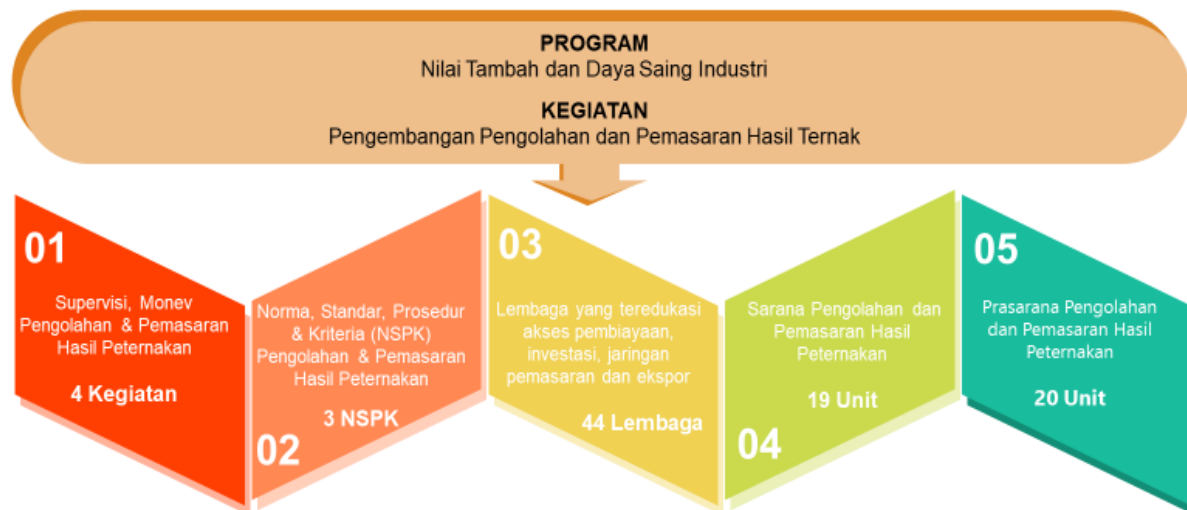 PROGRAM
Nilai Tambah dan Daya Saing Industri
KEGIATAN
Pengembangan Pengolahan dan Pemasaran Hasil Ternak
01
Supervisi, Monev
Pengolahan & Pemasaran
Hasil Peternakan
4 Kegiatan
Norma, Standar, Prosedur
& Kriteria (NSPK)
Pengolahan & Pemasaran
Hasil Peternakan
3 NSPK
02
03
Lembaga yang teredukasi
akses pembiayaan,
investasi, jaringan
pemasaran dan ekspor
44 Lembaga
Sarana Pengolahan dan
Pemasaran Hasil
Peternakan
19 Unit
04
05
Prasarana Pengolahan
dan Pemasaran Hasil
Peternakan
20 Unit